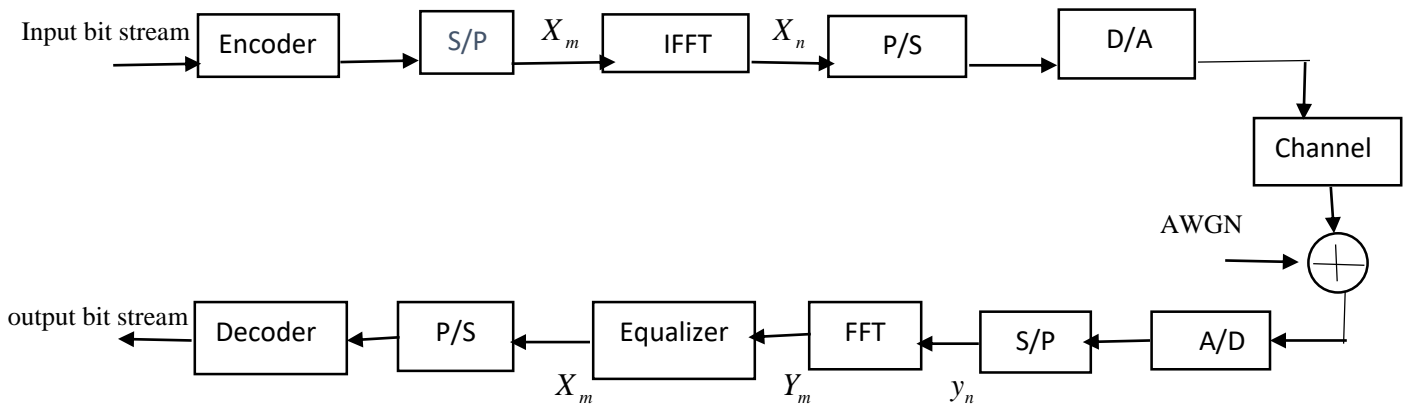 Input bit stream
Encoder
S/P
X_m
IFFT
X_n
P/S
D/A
Channel
AWGN
output bit stream
Decoder
P/S
X_m
Equalizer
Y_m
FFT
y_n
S/P
A/D